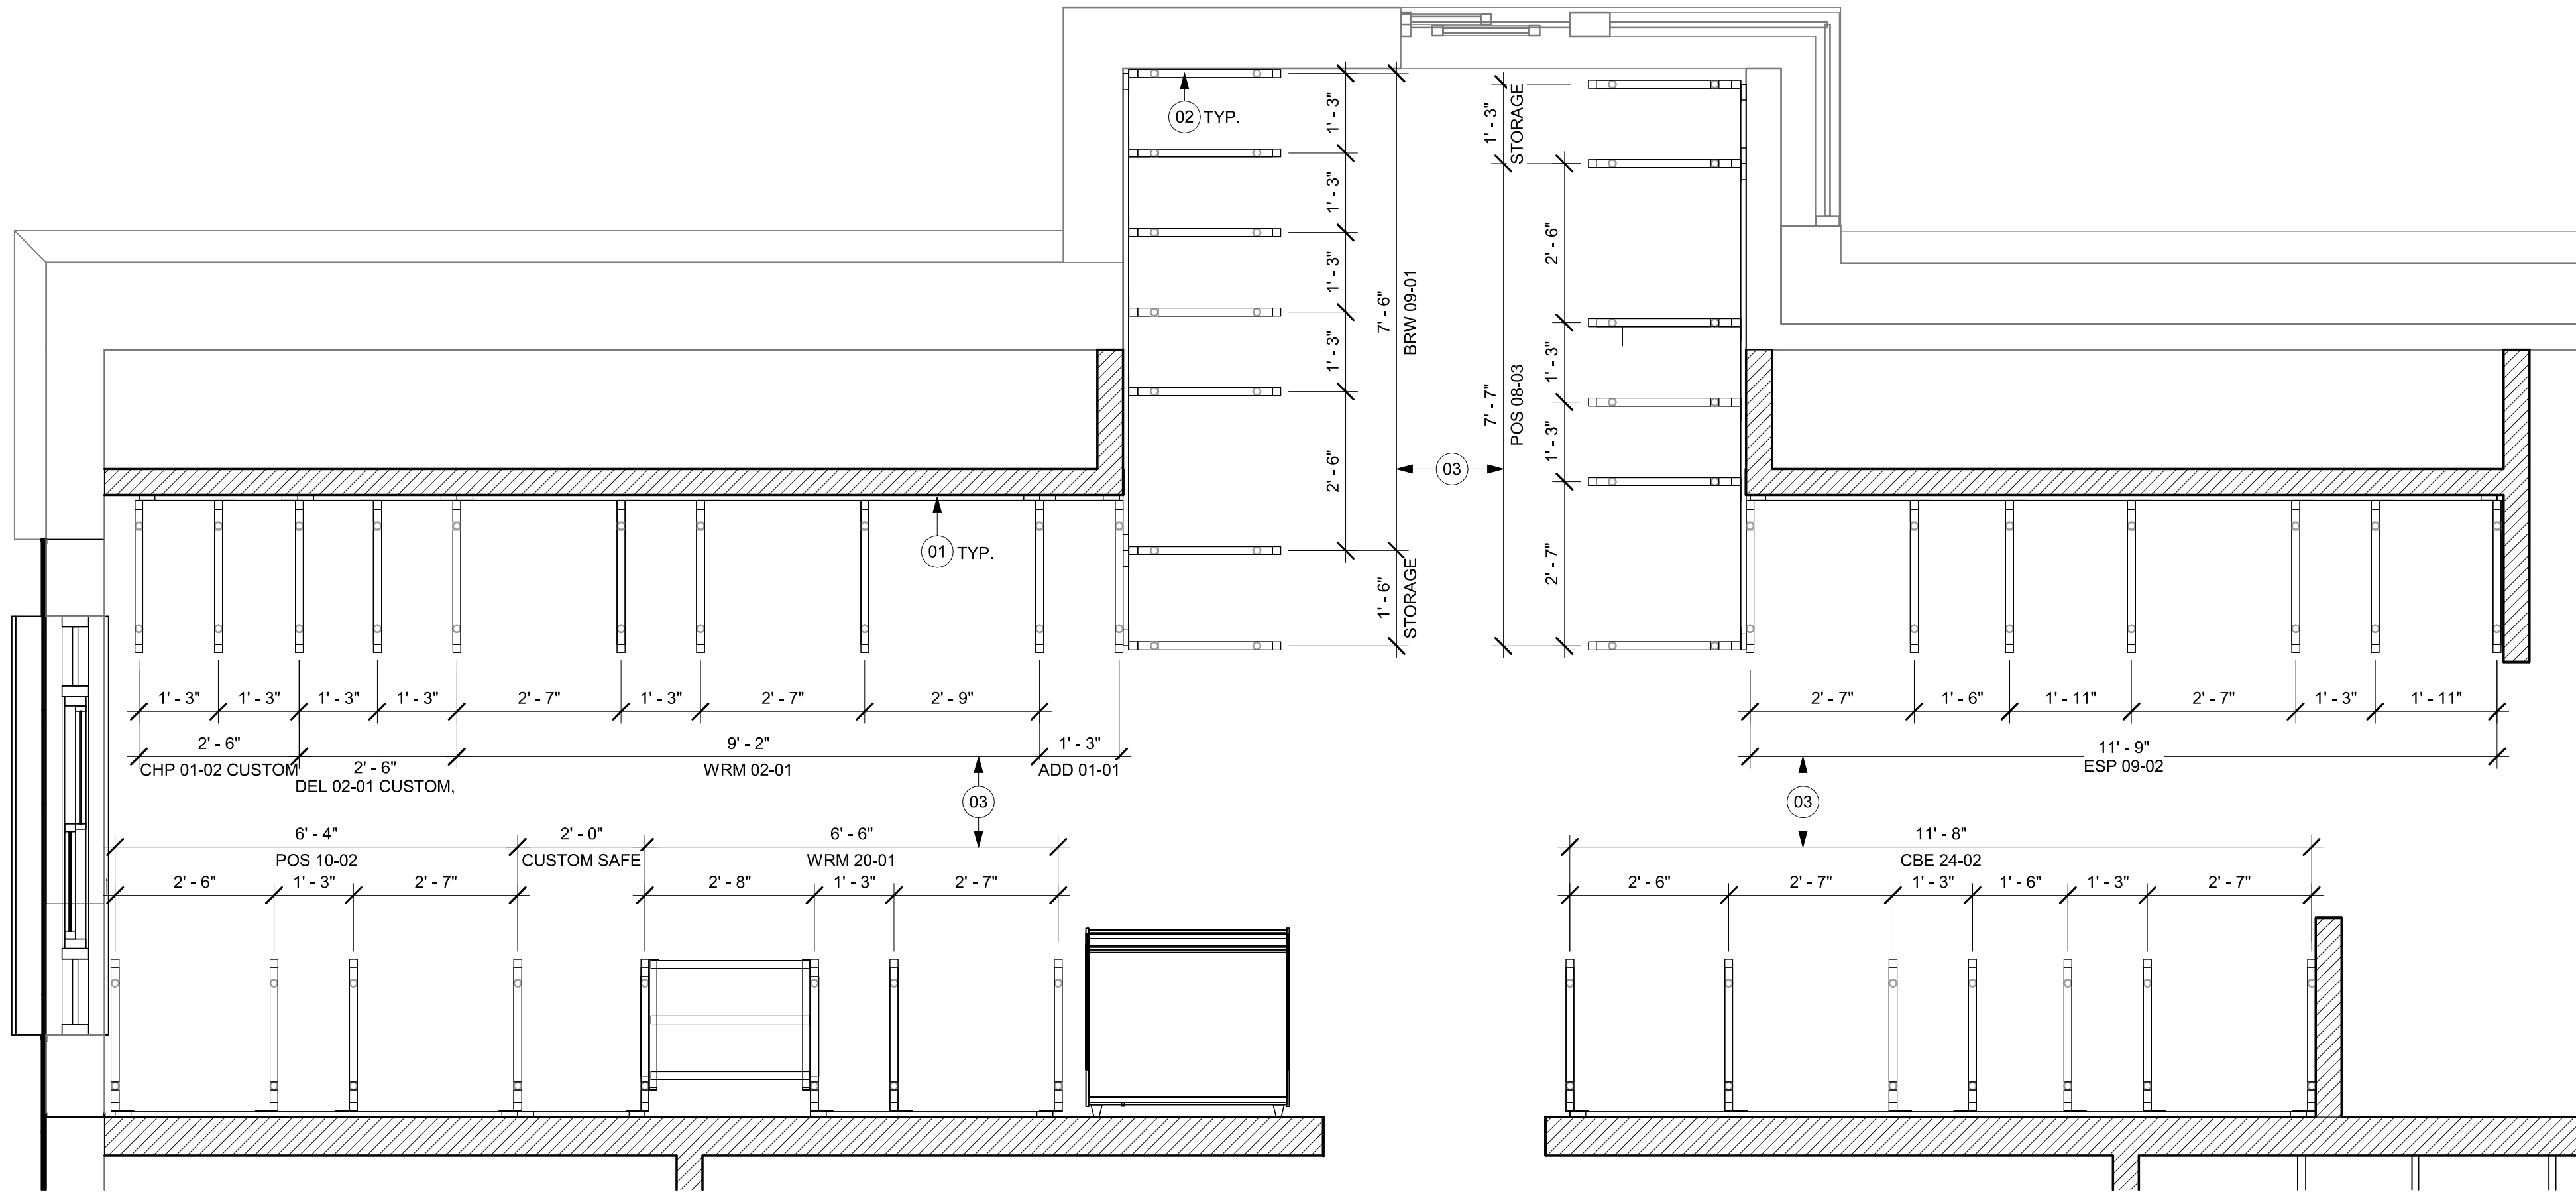 02 TYP.
1' - 3"
1' - 3"
1' - 3"
1' - 3"
2' - 6"
7' - 6"
BRW 09-01
1' - 6"
STORAGE
1' - 3"
STORAGE
7' - 7"
POS 08-03
2' - 6"
1' - 3"
1' - 3"
2' - 7"
03
01 TYP.
1' - 3" 1' - 3" 1' - 3" 1' - 3" 2' - 7" 1' - 3" 2' - 7" 2' - 9"
2' - 6" 9' - 2" 1' - 3"
CHP 01-02 CUSTOM 2' - 6" WRM 02-01 ADD 01-01
DEL 02-01 CUSTOM,
03
2' - 7" 1' - 6" 1' - 11" 2' - 7" 1' - 3" 1' - 11"
11' - 9"
ESP 09-02
03
6' - 4" 2' - 0" 6' - 6"
POS 10-02 CUSTOM SAFE WRM 20-01
2' - 6" 1' - 3" 2' - 7" 2' - 8" 1' - 3" 2' - 7"
11' - 8"
CBE 24-02
2' - 6" 2' - 7" 1' - 3" 1' - 6" 1' - 3" 2' - 7"